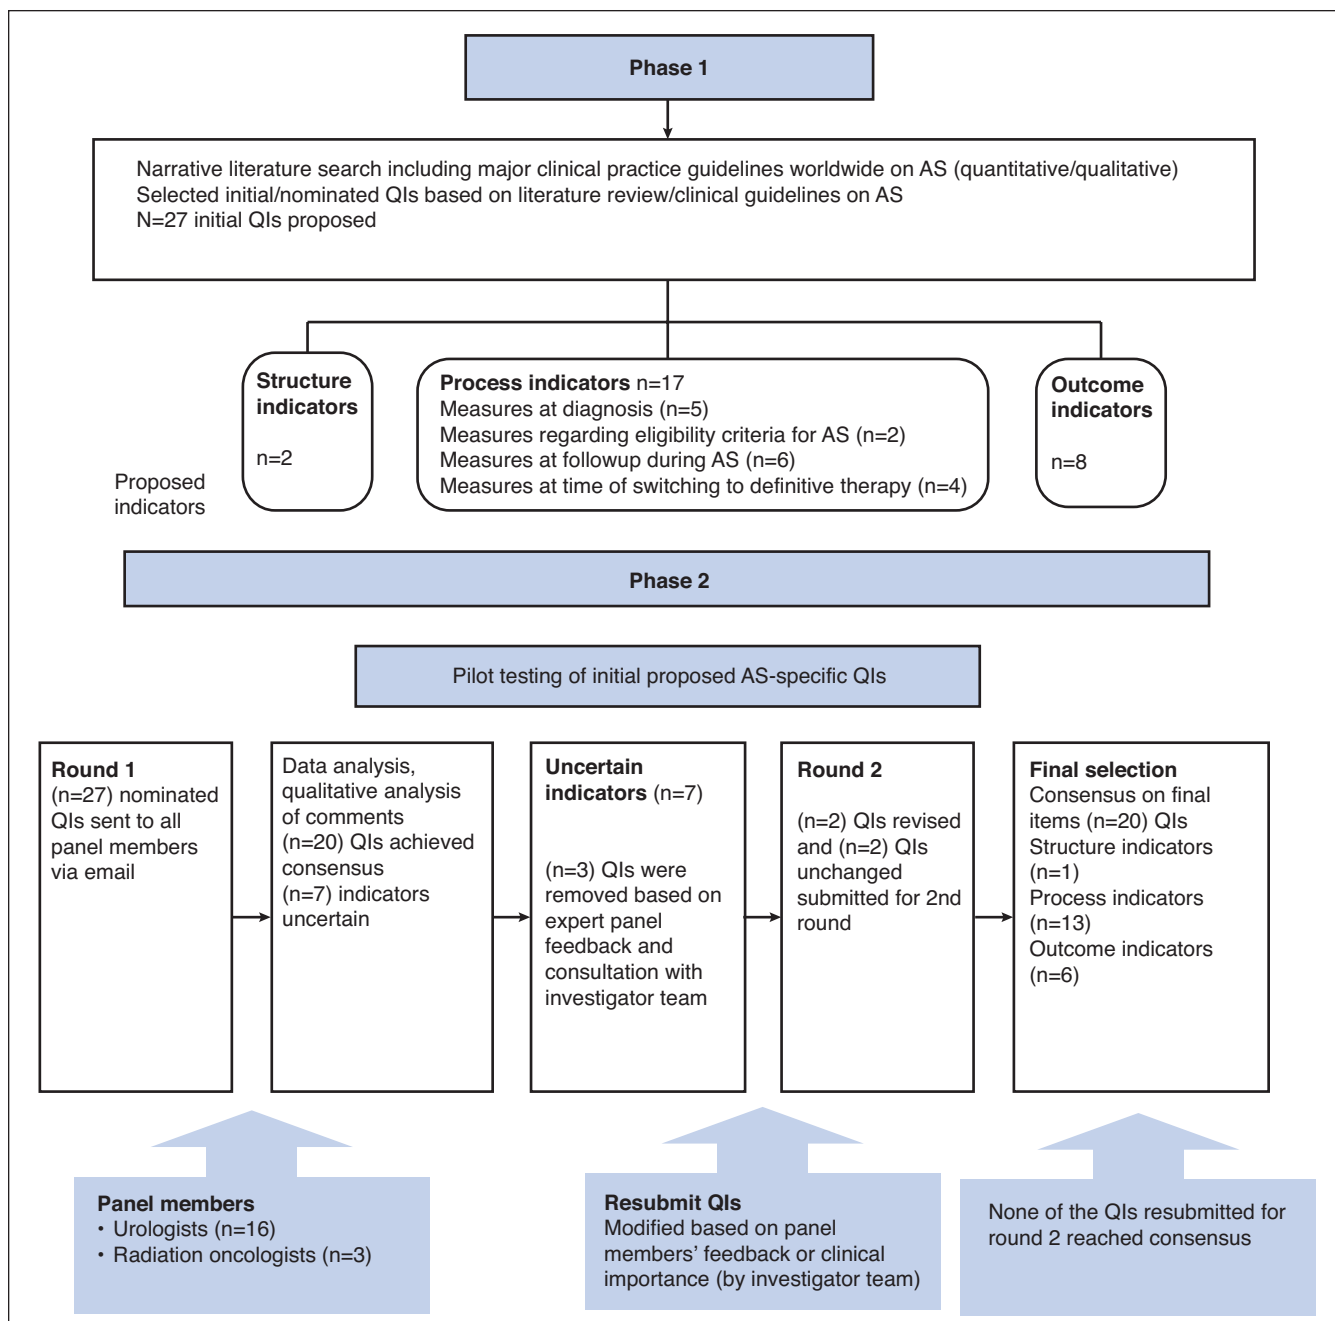 Phase 1
Narrative literature search including major clinical practice guidelines worldwide on AS (quantitative/qualitative)
Selected initial/nominated QIs based on literature review/clinical guidelines on AS
N=27 initial QIs proposed
Proposed
indicators
Structure
indicators
n=2
Process indicators n=17
Measures at diagnosis (n=5)
Measures regarding eligibility criteria for AS (n=2)
Measures at followup during AS (n=6)
Measures at time of switching to definitive therapy (n=4)
Outcome
indicators
n=8
Phase 2
Pilot testing of initial proposed AS-specific QIs
Round 1
(n=27) nominated
QIs sent to all
panel members
via email
Data analysis,
qualitative analysis
of comments
(n=20) QIs achieved
consensus
(n=7) indicators
uncertain
Uncertain
indicators (n=7)
(n=3) QIs were
removed based on
expert panel
feedback and
consultation with
investigator team
Round 2
(n=2) QIs revised
and (n=2) QIs
unchanged
submitted for 2nd
round
Final selection
Consensus on final
items (n=20) QIs
Structure indicators
(n=1)
Process indicators
(n=13)
Outcome indicators
(n=6)
Panel members
• Urologists (n=16)
• Radiation oncologists (n=3)
Resubmit QIs
Modified based on panel
members’ feedback or clinical
importance (by investigator team)
None of the QIs resubmitted for
round 2 reached consensus